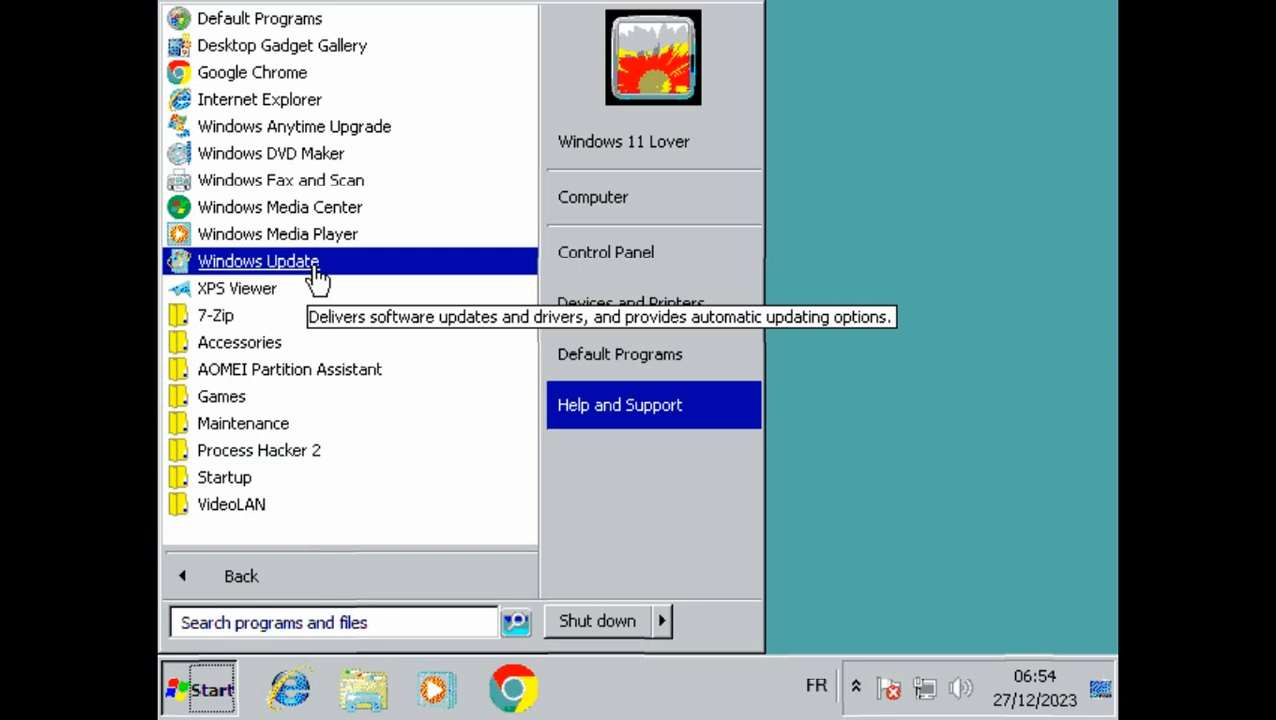 Default Programs
Desktop Gadget Gallery
Google Chrome
Internet Explorer
Windows Anytime Upgrade
Windows DVD Maker
Windows Fax and Scan
Windows Media Center
Windows Media Player
Windows Update
XPS Viewer
7-Zip
Accessories
AOMEI Partition Assistant
Games
Maintenance
Process Hacker 2
Startup
VideoLAN
Back
Search programs and files
Windows 11 Lover
Computer
Control Panel
Devices and Printers
Delivers software updates and drivers, and provides automatic updating options.
Default Programs
Help and Support
Shut down
Start
FR
06:54
27/12/2023